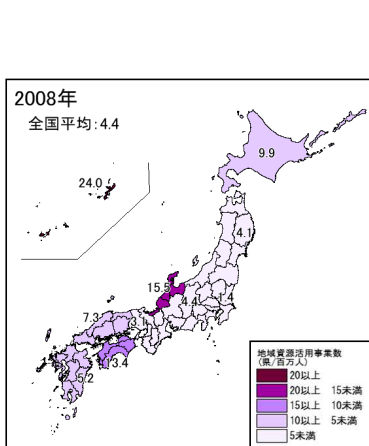 2008年
全国平均:4.4
9.9
24.0
4.1
15.5
4.4
1.4
7.3
3.1
13.4
5.2
地域資源活用事業数
(県/百万人)
20以上
20以上 15未満
15以上 10未満
10以上 5未満
5未満